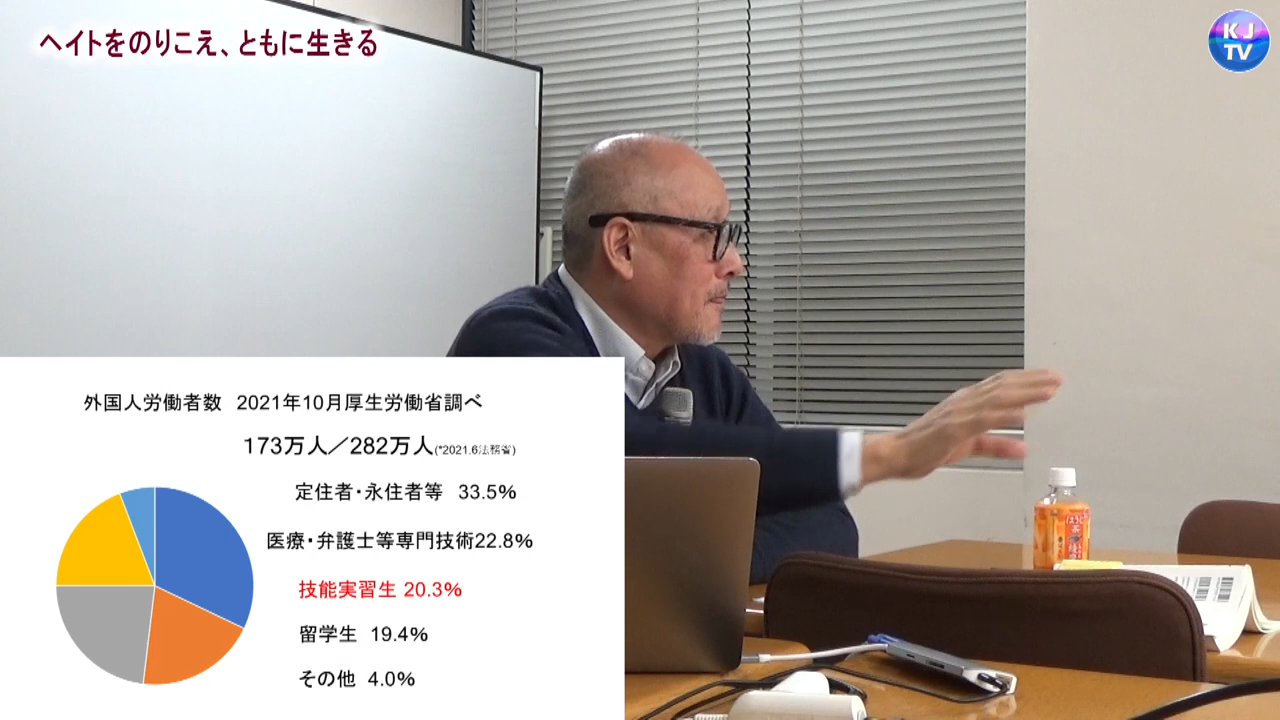 ヘイトをのりこえ、ともに生きる
KJ
TV
外国人労働者数 2021年10月厚生労働省調べ
173万人/282万人(*2021.6法務省)
定住者・永住者等 33.5%
医療・弁護士等専門技術22.8%
技能実習生 20.3%
留学生 19.4%
その他 4.0%
ほうじ
茶